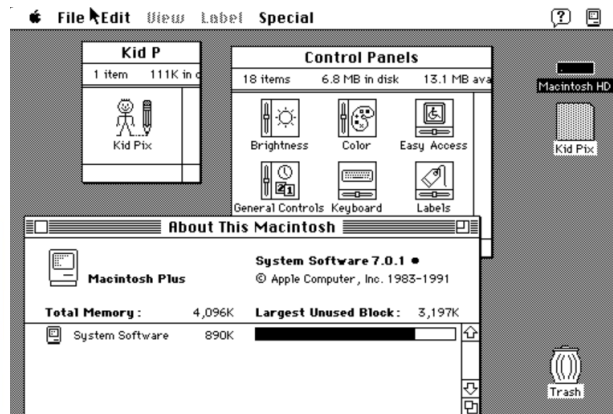 File Edit View Label Special
Kid P
1 item 111K in
Kid Pix
Control Panels
18 items 6.8 MB in disk 13.1 MB ava
Brightness Color Easy Access
General Controls Keyboard Labels
Macintosh HD
Kid Pix
About This Macintosh
Macintosh Plus
System Software 7.0.1 •
© Apple Computer, Inc. 1983-1991
Total Memory : 4,096K Largest Unused Block : 3,197K
System Software 890K
Trash